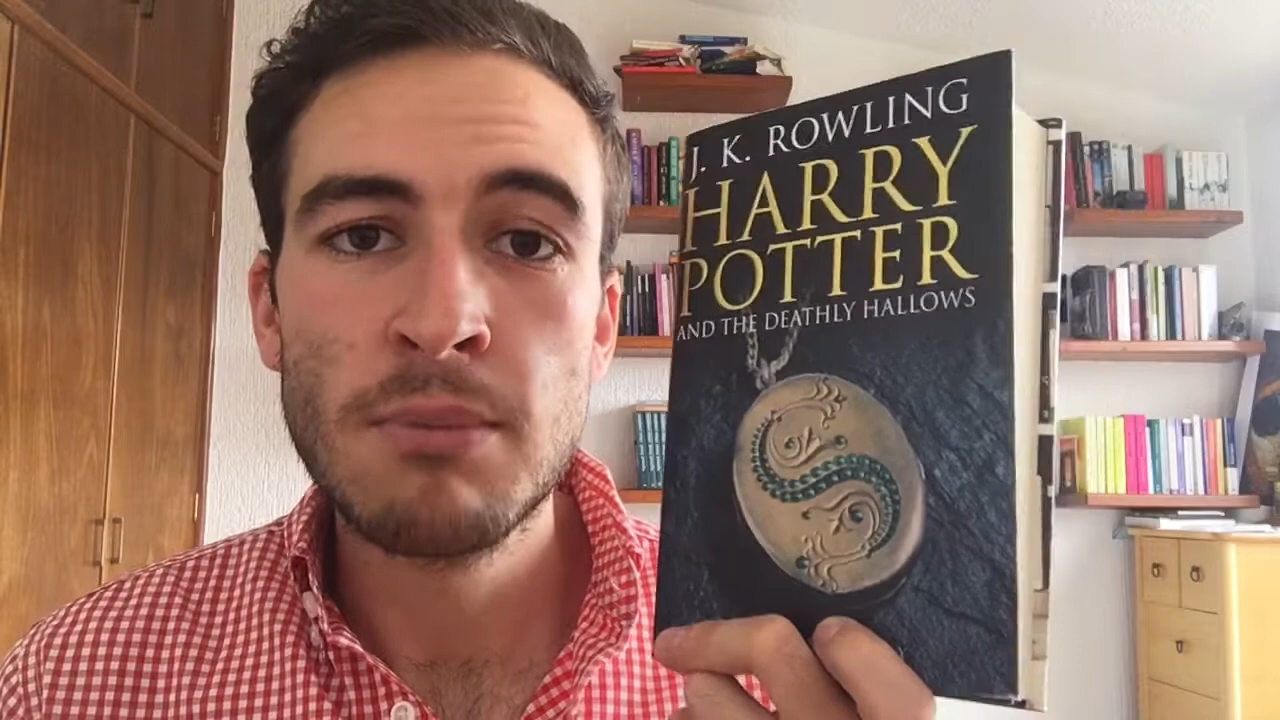 J. K. ROWLING
HARRY
POTTER
AND THE DEATHLY HALLOWS